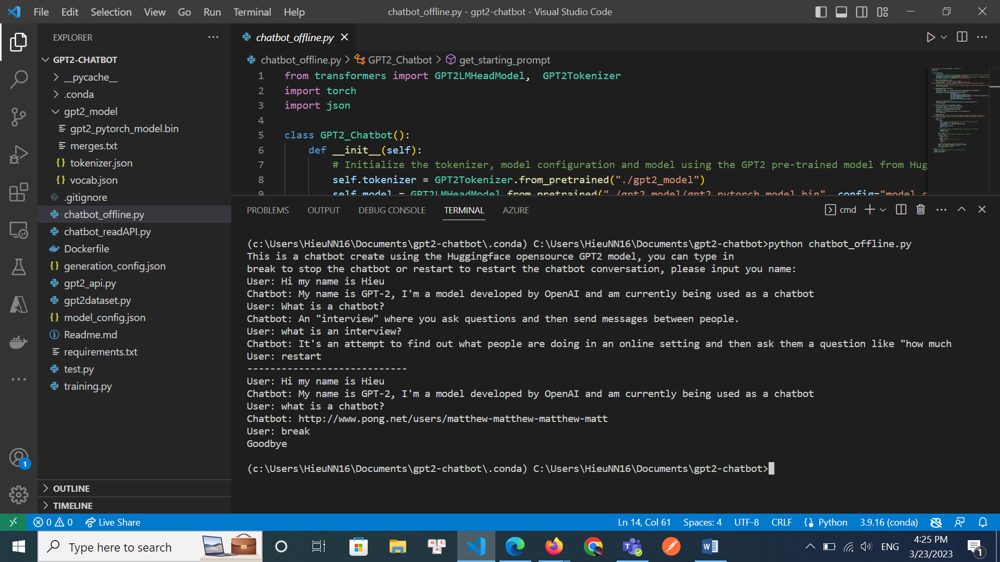 File Edit Selection View Go Run Terminal Help
chatbot_offline.py - gpt2-chatbot - Visual Studio Code
EXPLORER
GPT2-CHATBOT
__pycache__
.conda
gpt2_model
gpt2_pytorch_model.bin
merges.txt
tokenizer.json
vocab.json
.gitignore
chatbot_offline.py
chatbot_readAPI.py
Dockerfile
generation_config.json
gpt2_api.py
gpt2dataset.py
model_config.json
Readme.md
requirements.txt
test.py
training.py
OUTLINE
TIMELINE
1
chatbot_offline.py
chatbot_offline.py > GPT2_Chatbot > get_starting_prompt
1 from transformers import GPT2LMHeadModel,  GPT2Tokenizer
2 import torch
3 import json
4
5 class GPT2_Chatbot():
6 def __init__(self):
7 # Initialize the tokenizer, model configuration and model using the GPT2 pre-trained model from Hug
8 self.tokenizer = GPT2Tokenizer.from_pretrained("./gpt2_model")
9 self.model = GPT2LMHeadModel.from_pretrained("./gpt2_model/gpt2_pytorch_model.bin", config="model_c
PROBLEMS OUTPUT DEBUG CONSOLE TERMINAL AZURE
cmd
(c:\Users\HieuNN16\Documents\gpt2-chatbot\.conda) C:\Users\HieuNN16\Documents\gpt2-chatbot>python chatbot_offline.py
This is a chatbot create using the Huggingface opensource GPT2 model, you can type in
break to stop the chatbot or restart to restart the chatbot conversation, please input you name:
User: Hi my name is Hieu
Chatbot: My name is GPT-2, I'm a model developed by OpenAI and am currently being used as a chatbot
User: What is a chatbot?
Chatbot: An "interview" where you ask questions and then send messages between people.
User: what is an interview?
Chatbot: It's an attempt to find out what people are doing in an online setting and then ask them a question like "how much
User: restart
----------------------------
User: Hi my name is Hieu
Chatbot: My name is GPT-2, I'm a model developed by OpenAI and am currently being used as a chatbot
User: what is a chatbot?
Chatbot: http://www.pong.net/users/matthew-matthew-matthew-matt
User: break
Goodbye
(c:\Users\HieuNN16\Documents\gpt2-chatbot\.conda) C:\Users\HieuNN16\Documents\gpt2-chatbot>
0 0 Live Share
Ln 14, Col 61 Spaces: 4 UTF-8 CRLF Python 3.9.16 (conda)
Type here to search
ENG
4:25 PM
3/23/2023
1